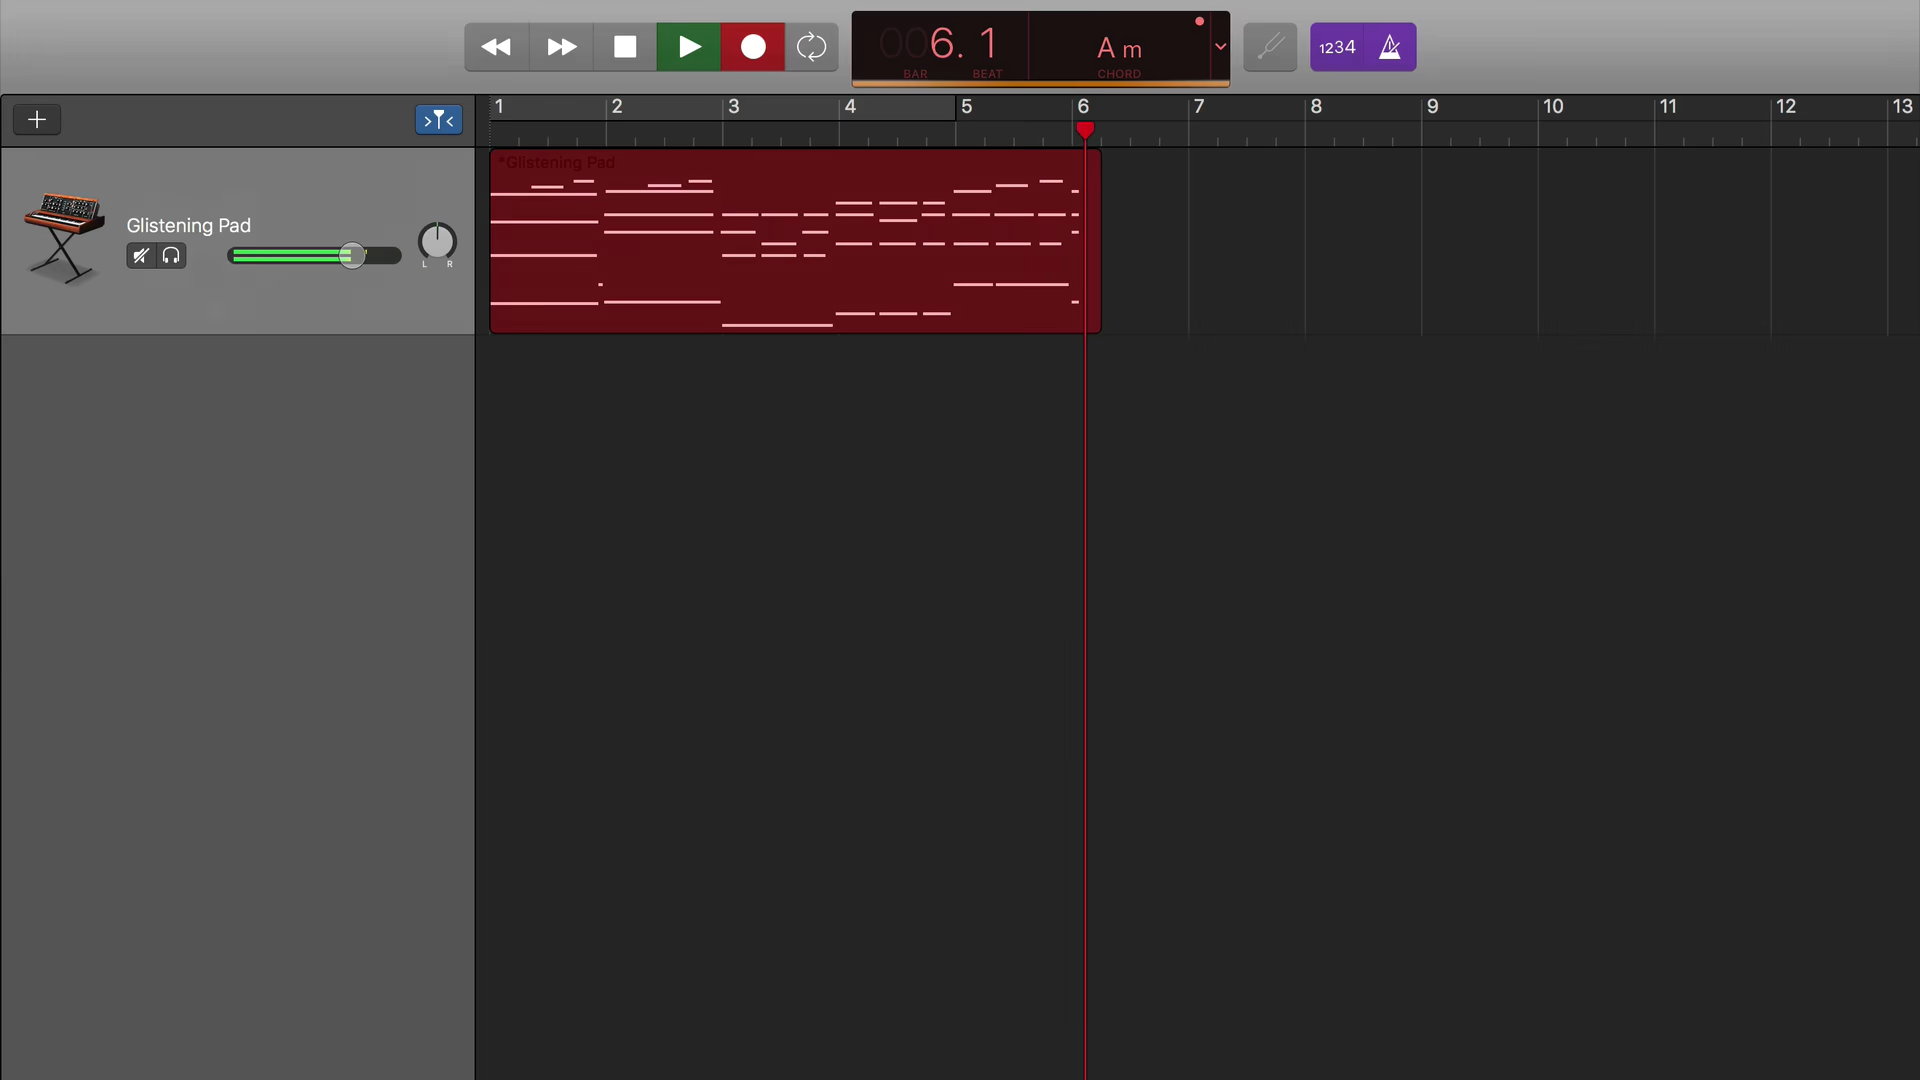 006. 1
A m
BAR
BEAT
CHORD
1234
1 2 3 4 5 6 7 8 9 10 11 12 13
*Glistening Pad
Glistening Pad
L R